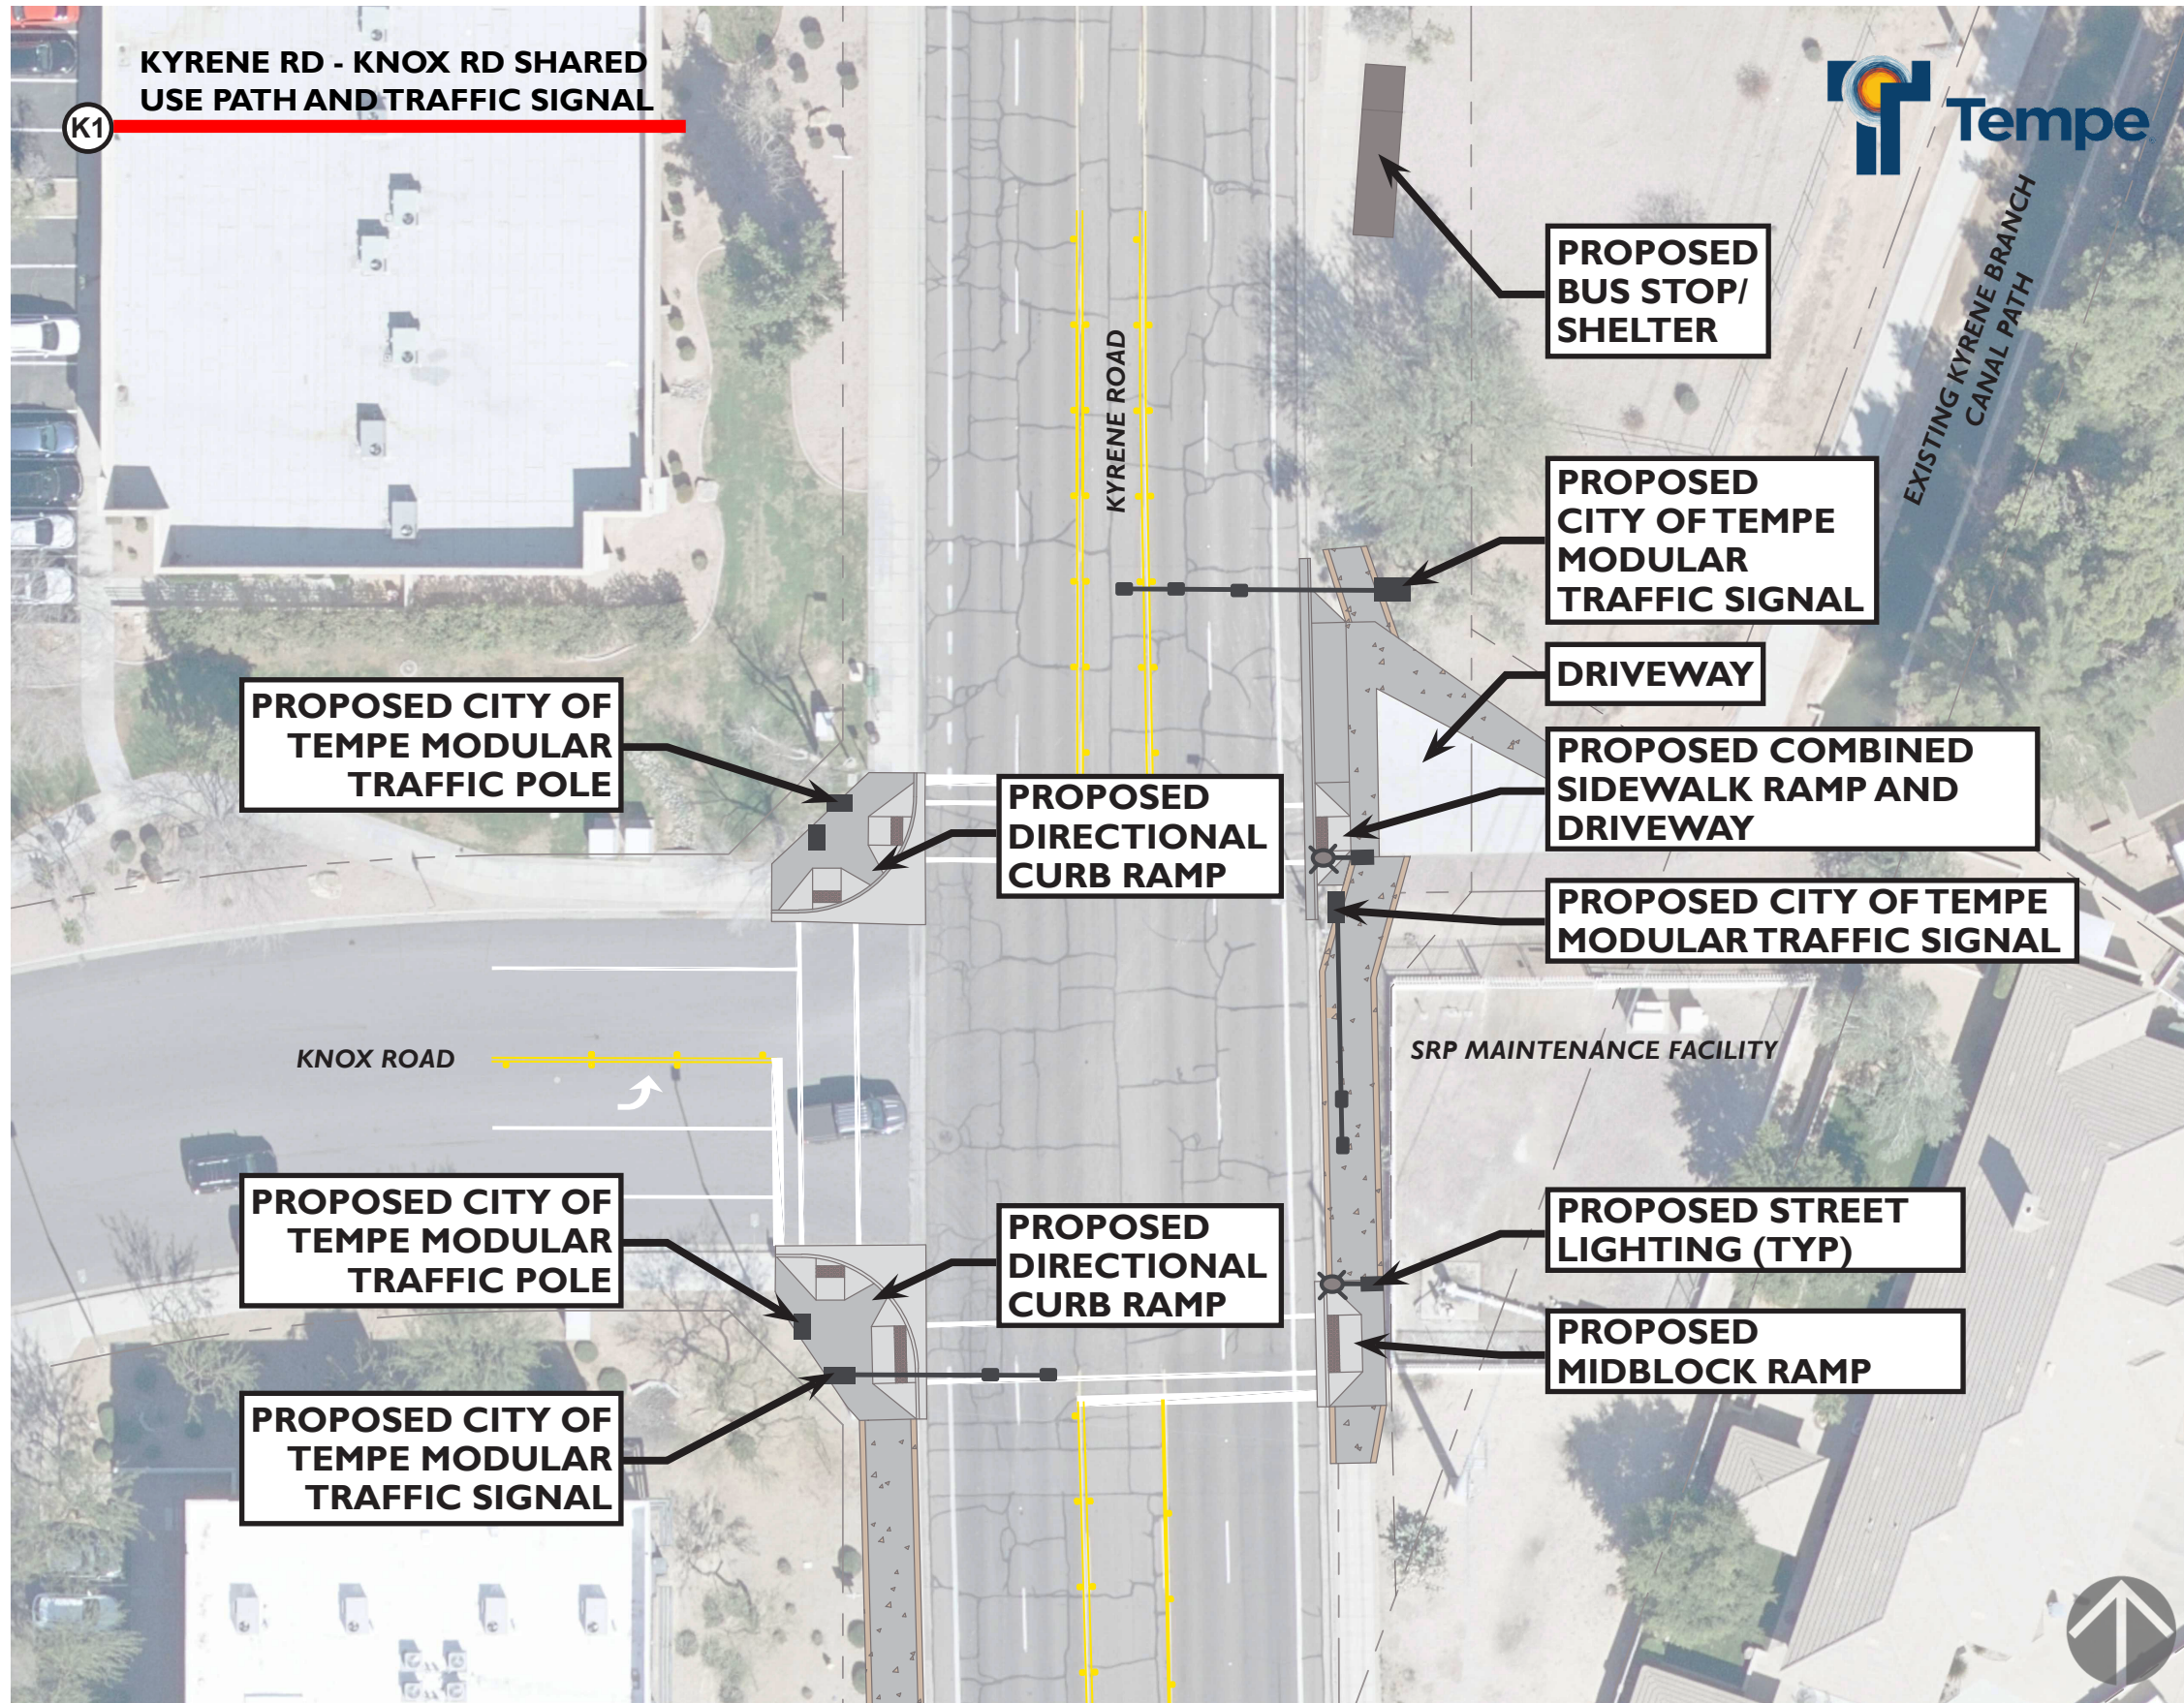 KYRENE RD - KNOX RD SHARED
USE PATH AND TRAFFIC SIGNAL
K1
Tempe
PROPOSED
BUS STOP/
SHELTER
EXISTING KYRENE BRANCH
CANAL PATH
KYRENE ROAD
PROPOSED
CITY OF TEMPE
MODULAR
TRAFFIC SIGNAL
DRIVEWAY
PROPOSED CITY OF
TEMPE MODULAR
TRAFFIC POLE
PROPOSED
DIRECTIONAL
CURB RAMP
PROPOSED COMBINED
SIDEWALK RAMP AND
DRIVEWAY
PROPOSED CITY OF TEMPE
MODULAR TRAFFIC SIGNAL
KNOX ROAD
SRP MAINTENANCE FACILITY
PROPOSED CITY OF
TEMPE MODULAR
TRAFFIC POLE
PROPOSED
DIRECTIONAL
CURB RAMP
PROPOSED STREET
LIGHTING (TYP)
PROPOSED
MIDBLOCK RAMP
PROPOSED CITY OF
TEMPE MODULAR
TRAFFIC SIGNAL